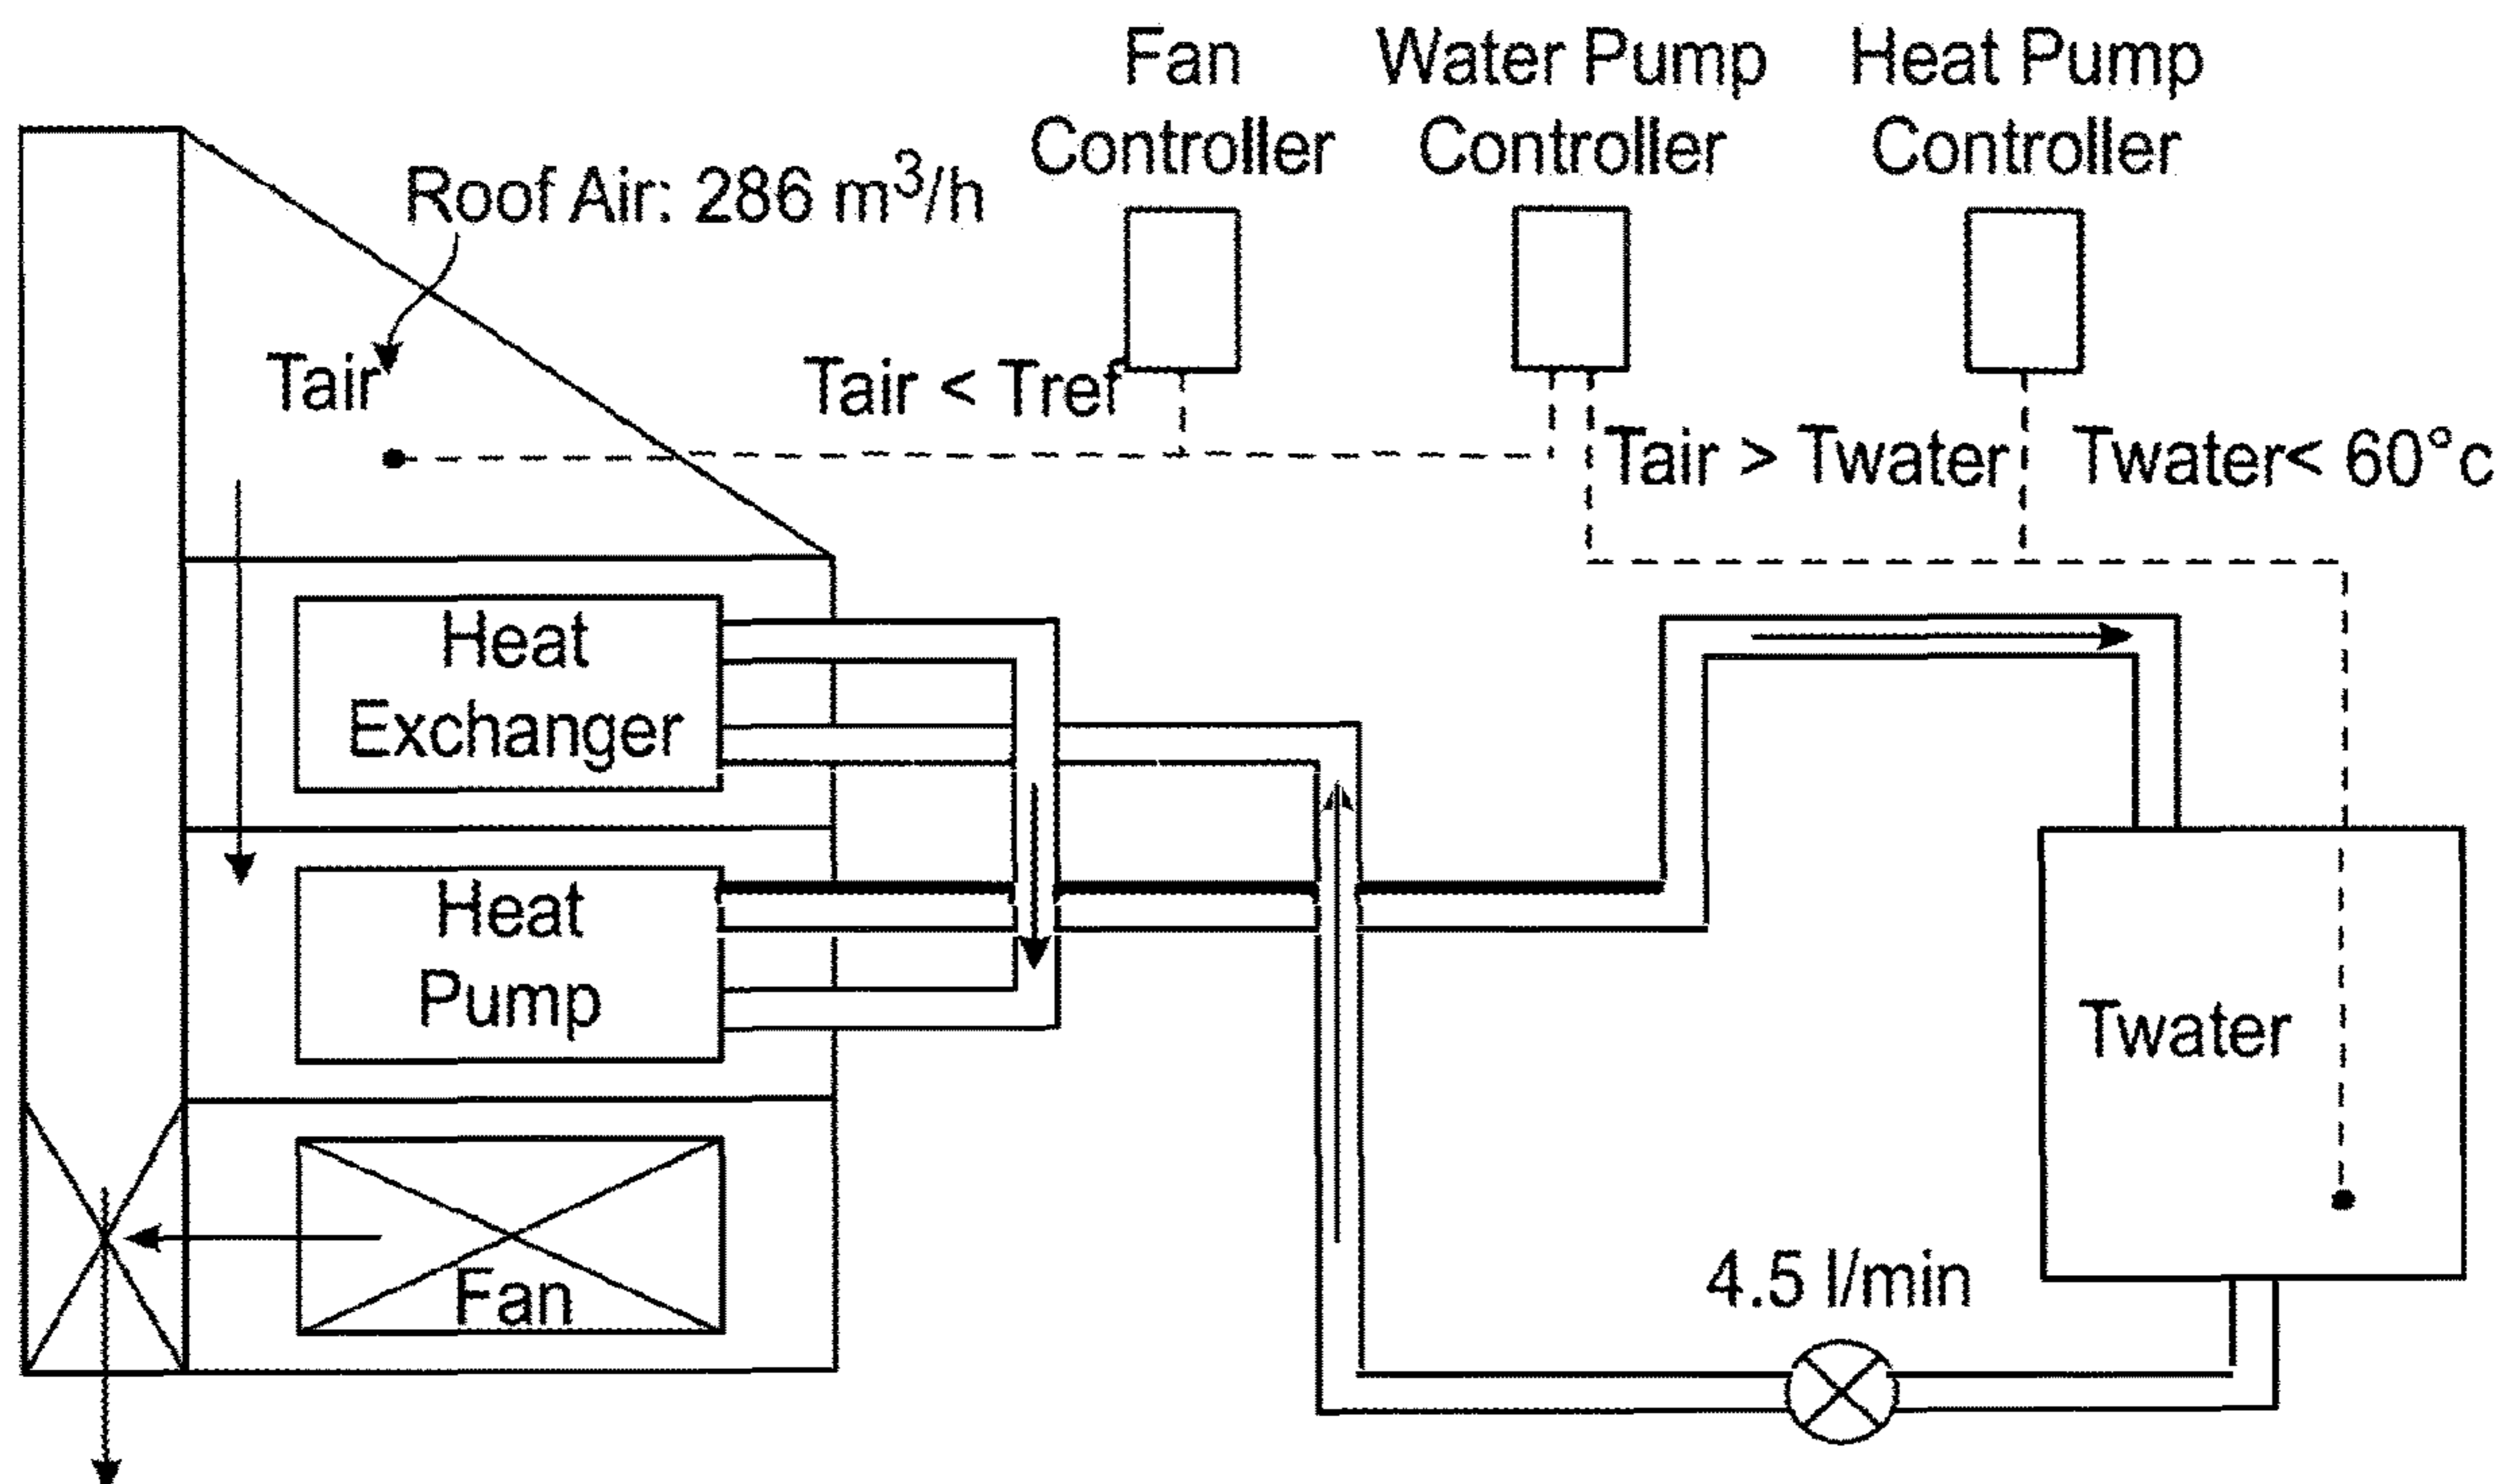 Fan
Controller
Water Pump
Controller
Heat Pump
Controller
Roof Air: 286 m³/h
Tair
Tair < Tref
Tair > Twater
Twater< 60°c
Heat
Exchanger
Heat
Pump
Fan
Twater
4.5 l/min